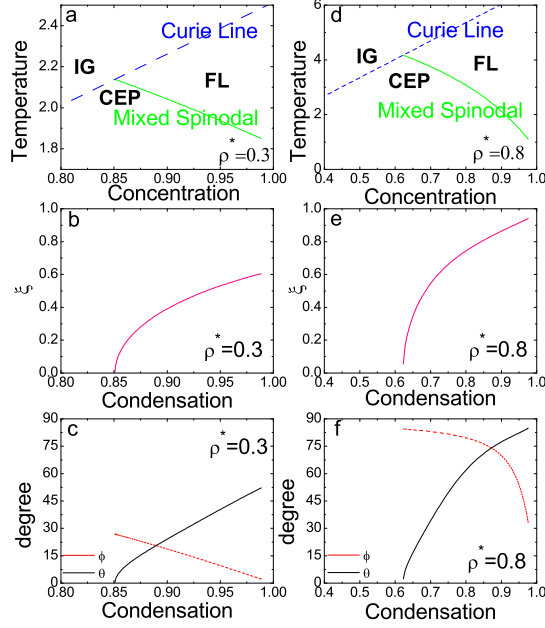 a
Curie Line
IG
FL
CEP
Mixed Spinodal
ρ*=0.3
Temperature
2.4
2.2
2.0
1.8
0.80 0.85 0.90 0.95 1.00
Concentration
d
Curie Line
IG
FL
CEP
Mixed Spinodal
ρ*=0.8
Temperature
6
4
2
0
0.4 0.5 0.6 0.7 0.8 0.9 1.0
Concentration
b
ξ
1.0
0.8
0.6
0.4
0.2
0.0
ρ*=0.3
0.80 0.85 0.90 0.95 1.00
Condensation
e
ξ
1.0
0.8
0.6
0.4
0.2
0.0
ρ*=0.8
0.4 0.5 0.6 0.7 0.8 0.9 1.0
Condensation
c
ρ*=0.3
degree
90
75
60
45
30
15
0
ϕ
θ
0.80 0.85 0.90 0.95 1.00
Condensation
f
degree
90
75
60
45
30
15
0
ϕ
θ
ρ*=0.8
0.4 0.5 0.6 0.7 0.8 0.9 1.0
Condensation